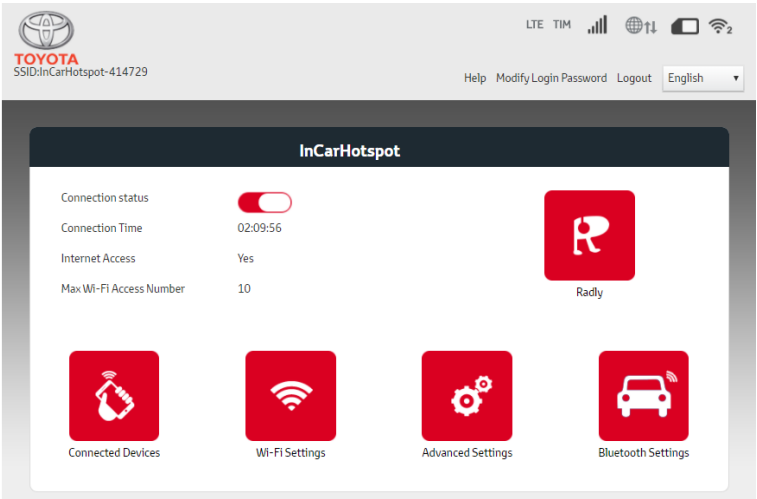 LTE TIM 2
TOYOTA
SSID:InCarHotspot-414729
Help Modify Login Password Logout English
InCarHotspot
Connection status
Connection Time 02:09:56
Internet Access Yes
Max Wi-Fi Access Number 10
R
Radly
Connected Devices Wi-Fi Settings Advanced Settings Bluetooth Settings